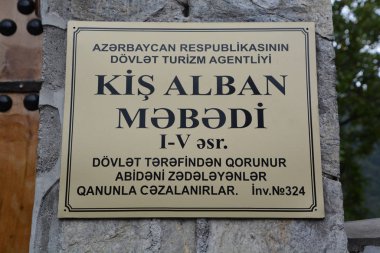 AZƏRBAYCAN RESPUBLİKASININ
DÖVLƏT TURİZM AGENTLİYİ
KİŞ ALBAN
MƏBƏDİ
I-V əsr.
DÖVLƏT TƏRƏFİNDƏN QORUNUR
ABİDƏNİ ZƏDƏLƏYƏNLƏR
QANUNLA CƏZALANIRLAR. İnv.№324